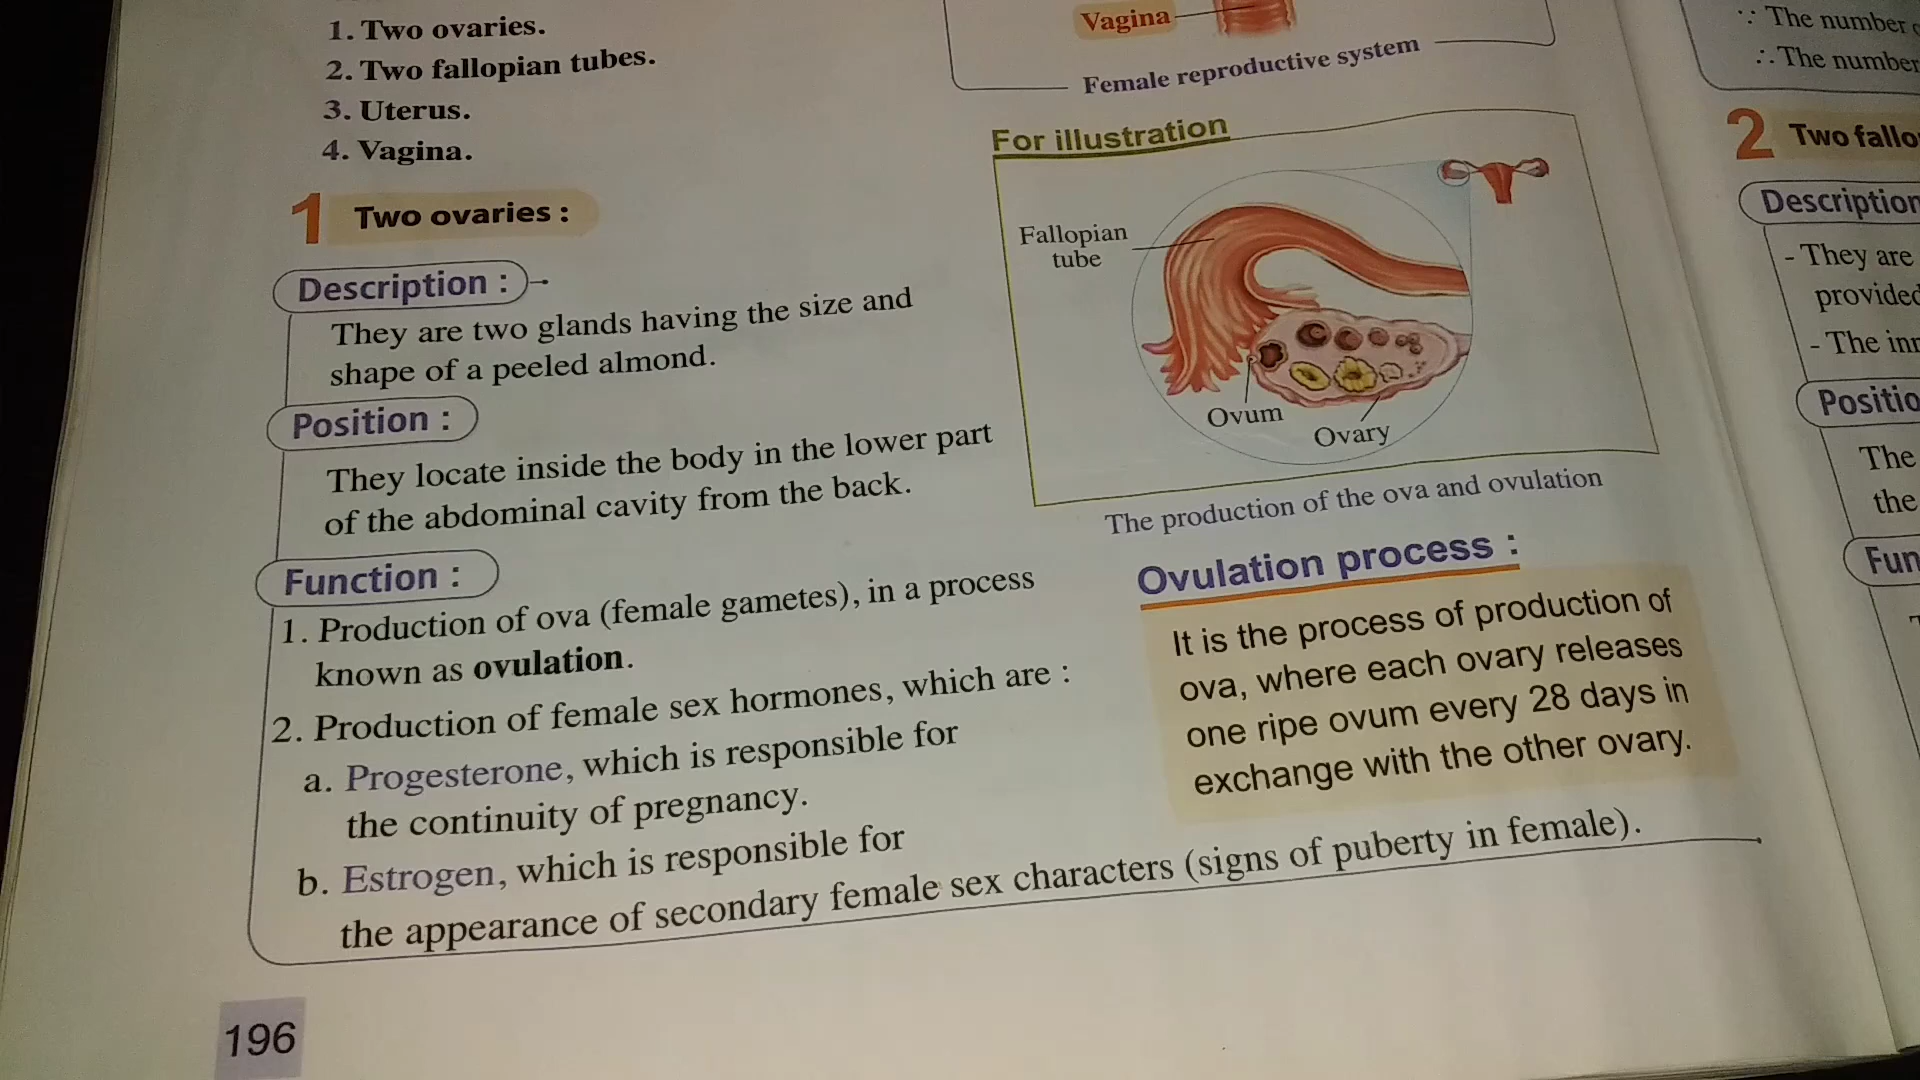 1. Two ovaries.
2. Two fallopian tubes.
3. Uterus.
4. Vagina.
1 Two ovaries :
Description :
They are two glands having the size and
shape of a peeled almond.
Position :
They locate inside the body in the lower part
of the abdominal cavity from the back.
Function :
1. Production of ova (female gametes), in a process
known as ovulation.
2. Production of female sex hormones, which are :
a. Progesterone, which is responsible for
the continuity of pregnancy.
b. Estrogen, which is responsible for
the appearance of secondary female sex characters (signs of puberty in female).
196
Vagina
Female reproductive system
For illustration
Fallopian
tube
Ovum
Ovary
The production of the ova and ovulation
Ovulation process :
It is the process of production of
ova, where each ovary releases
one ripe ovum every 28 days in
exchange with the other ovary.
∵ The number
∴ The number
2 Two
Description
- They are
provided
- The
Position
The
the